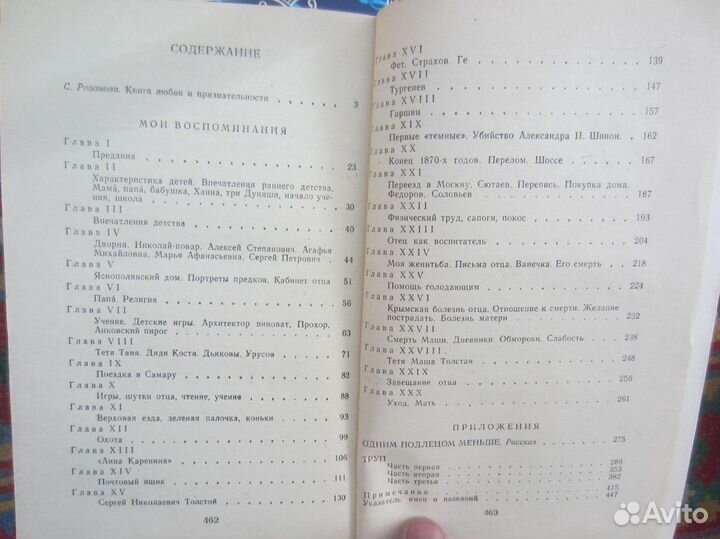 СОДЕРЖАНИЕ
С. Розанова. Книга любви и признательности . . . . . . 3
МОИ ВОСПОМИНАНИЯ
Глава I
Предания . . . . . . 23
Глава II
Характеристика детей. Впечатления раннего детства.
Мамá, папá, бабушка, Ханна, три Дуняши, начало уче-
ния, школа . . . . . . 30
Глава III
Впечатления детства . . . . . . 40
Глава IV
Дворня. Николай-повар. Алексей Степанович. Агафья
Михайловна. Марья Афанасьевна. Сергей Петрович . . 44
Глава V
Яснополянский дом. Портреты предков. Кабинет отца 51
Глава VI
Папá. Религия . . . . . . 56
Глава VII
Учение. Детские игры. Архитектор виноват, Прохор.
Анковский пирог . . . . . . 63
Глава VIII
Тетя Таня. Дядя Костя. Дьяковы. Урусов . . . . 71
Глава IX
Поездка в Самару . . . . . . 82
Глава X
Игры, шутки отца, чтение, учение . . . . . . 88
Глава XI
Верховая езда, зеленая палочка, коньки . . . . 93
Глава XII
Охота . . . . . . 99
Глава XIII
«Анна Каренина» . . . . . . 106
Глава XIV
Почтовый ящик . . . . . . 111
Глава XV
Сергей Николаевич Толстой . . . . . . 130
462
Глава XVI
Фет. Страхов. Ге . . . . . . 139
Глава XVII
Тургенев . . . . . . 147
Глава XVIII
Гаршин . . . . . . 157
Глава XIX
Первые «темные». Убийство Александра II. Шпион. . 162
Глава XX
Конец 1870-х годов. Перелом. Шоссе . . . . 167
Глава XXI
Переезд в Москву. Сютаев. Перепись. Покупка дома.
Федоров. Соловьев . . . . . . 187
Глава XXII
Физический труд, сапоги, покос . . . . . . 193
Глава XXIII
Отец как воспитатель . . . . . . 204
Глава XXIV
Моя женитьба. Письма отца. Ванечка. Его смерть . . 218
Глава XXV
Помощь голодающим . . . . . . 224
Глава XXVI
Крымская болезнь отца. Отношение к смерти. Желание
пострадать. Болезнь матери . . . . . . 232
Глава XXVII
Смерть Маши. Дневники. Обмороки. Слабость . . 238
Глава XXVIII
Тетя Маша Толстая . . . . . . 248
Глава XXIX
Завещание отца . . . . . . 256
Глава XXX
Уход. Мать . . . . . . 261
ПРИЛОЖЕНИЯ
ОДНИМ ПОДЛЕЦОМ МЕНЬШЕ. Рассказ . . . . 275
ТРУП
Часть первая . . . . . . 289
Часть вторая . . . . . . 353
Часть третья . . . . . . 382
Примечания . . . . . . 415
Указатель имен и названий . . . . . . 447
463
Avito